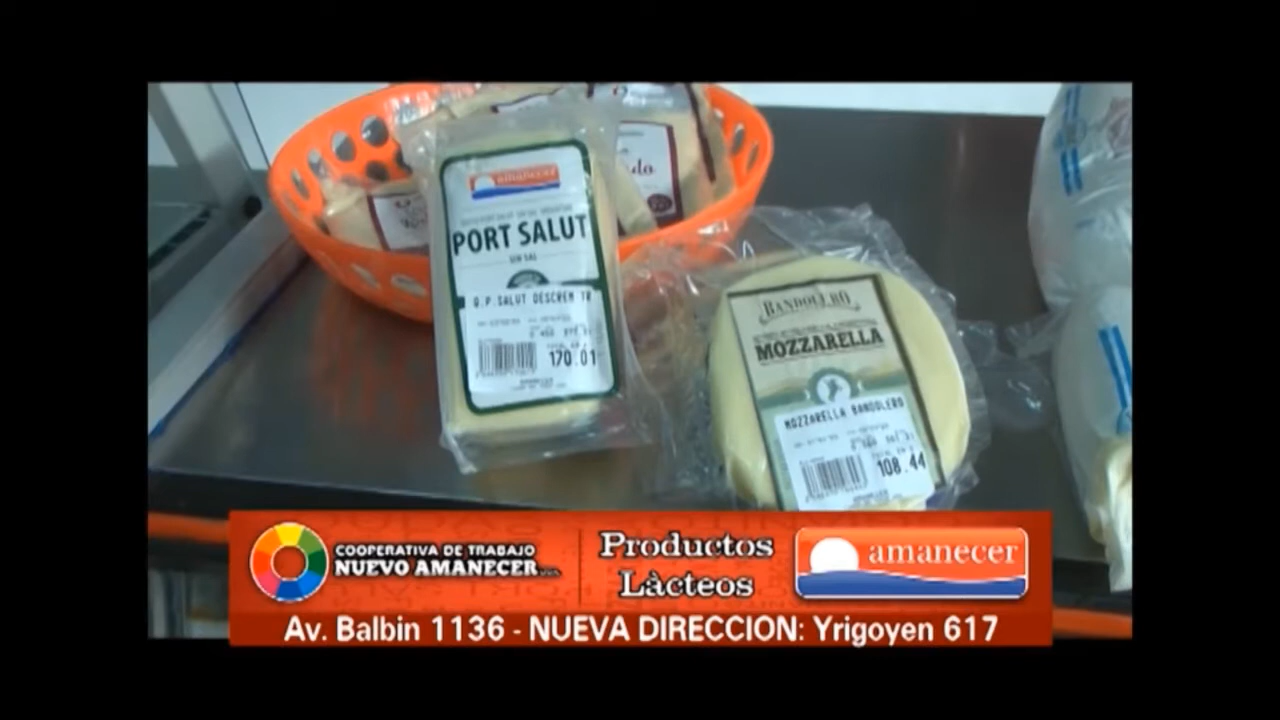 amanecer
PORT SALUT
SIN SAL
Q.P.SALUT DESCREM TR
170.01
BANDOLERO
MOZZARELLA
MOZZARELLA BANDOLERO
108.44
COOPERATIVA DE TRABAJO
NUEVO AMANECER
Productos
Làcteos
amanecer
Av. Balbin 1136 - NUEVA DIRECCION: Yrigoyen 617